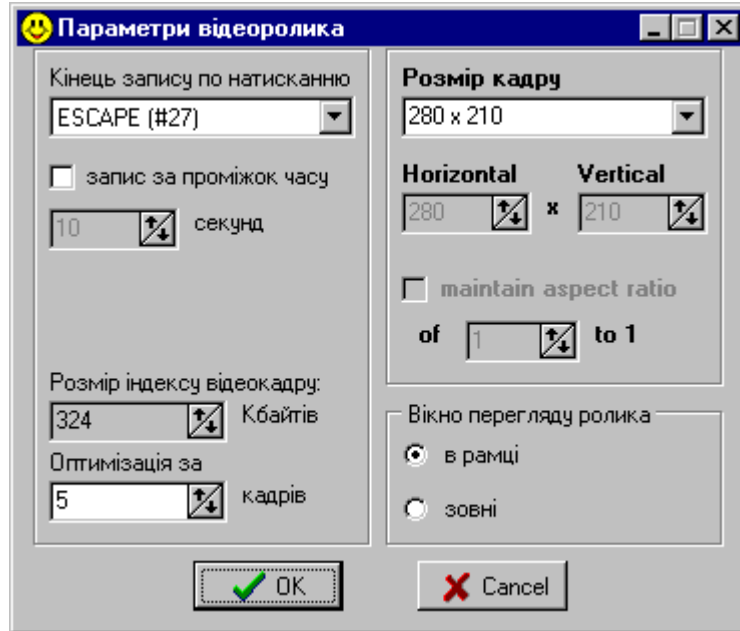 Параметри відеоролика
Кінець запису по натисканню
ESCAPE (#27)
запис за проміжок часу
10 секунд
Розмір індексу відеокадру:
324 Кбайтів
Оптимізація за
5 кадрів
Розмір кадру
280 x 210
Horizontal Vertical
280 x 210
maintain aspect ratio
of 1 to 1
Вікно перегляду ролика
в рамці
зовні
OK Cancel